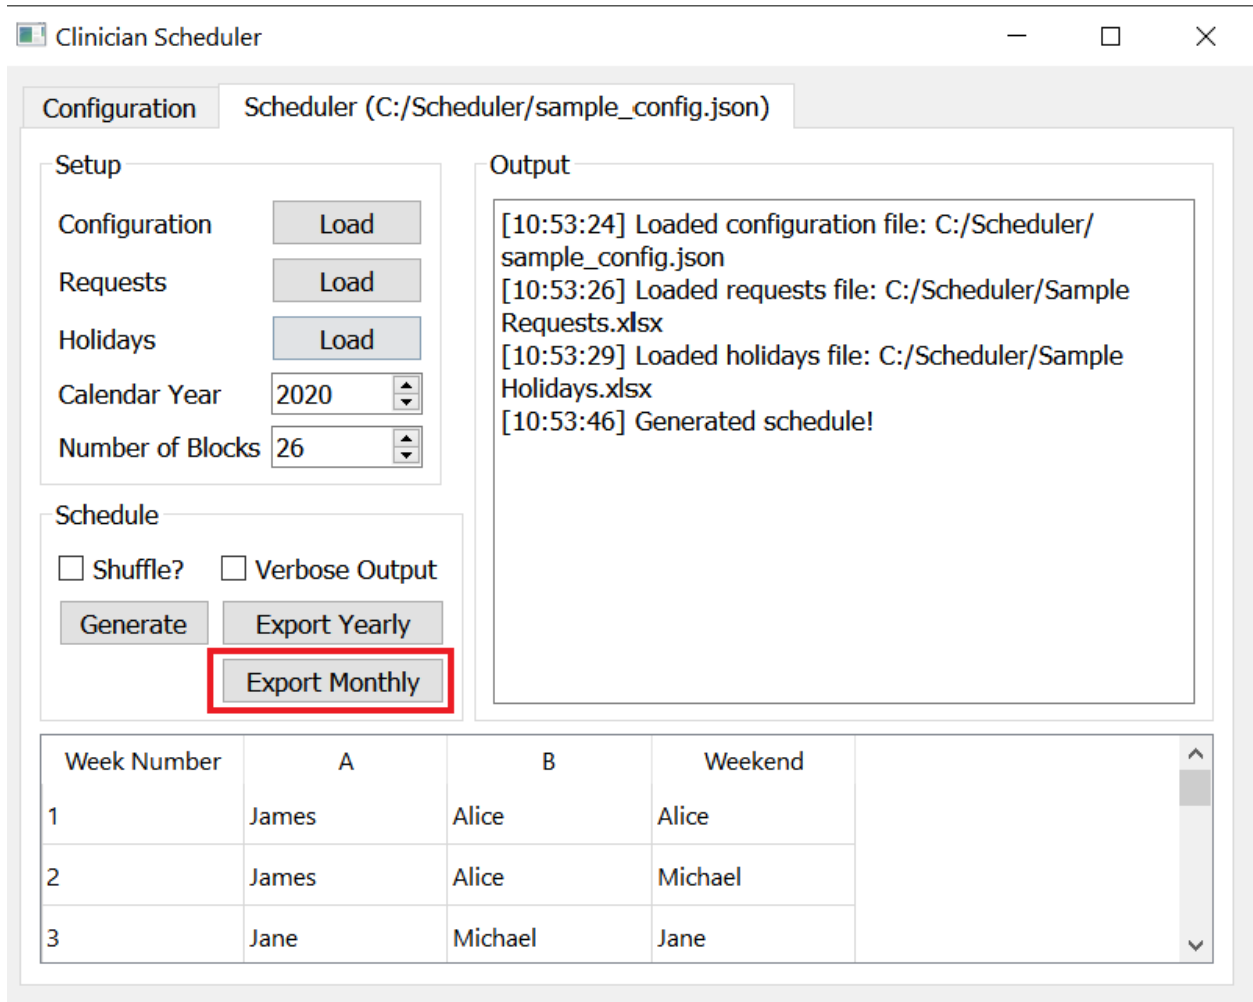 Clinician Scheduler
Configuration
Scheduler (C:/Scheduler/sample_config.json)
Setup
Configuration Load
Requests Load
Holidays Load
Calendar Year 2020
Number of Blocks 26
Output
[10:53:24] Loaded configuration file: C:/Scheduler/
sample_config.json
[10:53:26] Loaded requests file: C:/Scheduler/Sample
Requests.xlsx
[10:53:29] Loaded holidays file: C:/Scheduler/Sample
Holidays.xlsx
[10:53:46] Generated schedule!
Schedule
Shuffle? Verbose Output
Generate Export Yearly
Export Monthly
Week Number A B Weekend
1 James Alice Alice
2 James Alice Michael
3 Jane Michael Jane